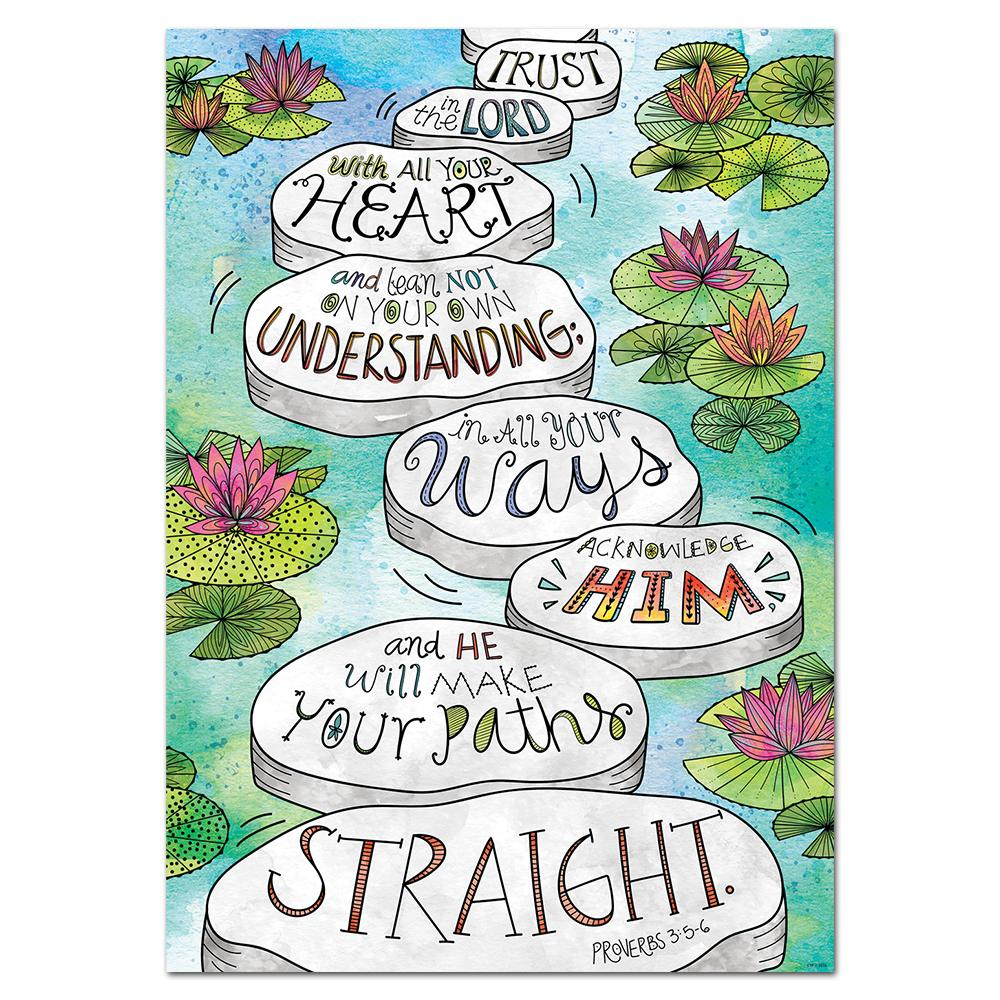 TRUST
in
the LORD
with ALL YOUR
HEART
and lean NOT
ON YOUR OWN
UNDERSTANDING;
in ALL YOUR
Ways
ACKNOWLEDGE
HIM,
and HE
will MAKE
Your paths
STRAIGHT.
PROVERBS 3:5-6